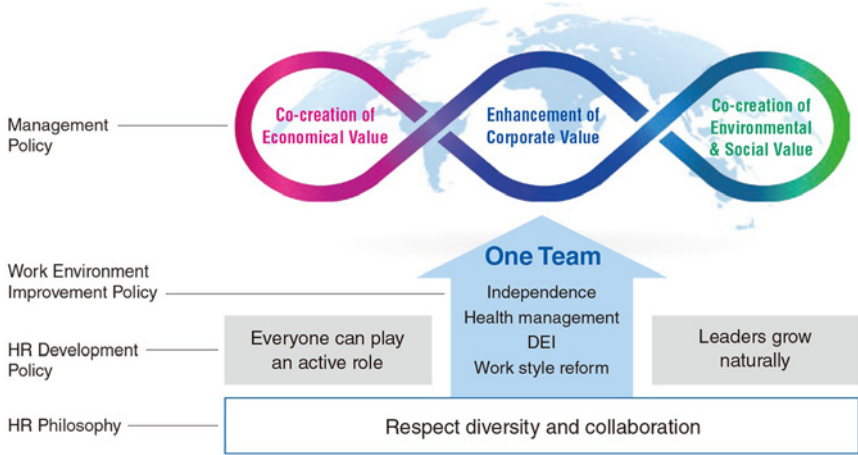 Management
Policy
Co-creation of
Economical Value
Enhancement of
Corporate Value
Co-creation of
Environmental
& Social Value
Work Environment
Improvement Policy
One Team
Independence
Health management
DEI
Work style reform
HR Development
Policy
Everyone can play
an active role
Leaders grow
naturally
HR Philosophy
Respect diversity and collaboration